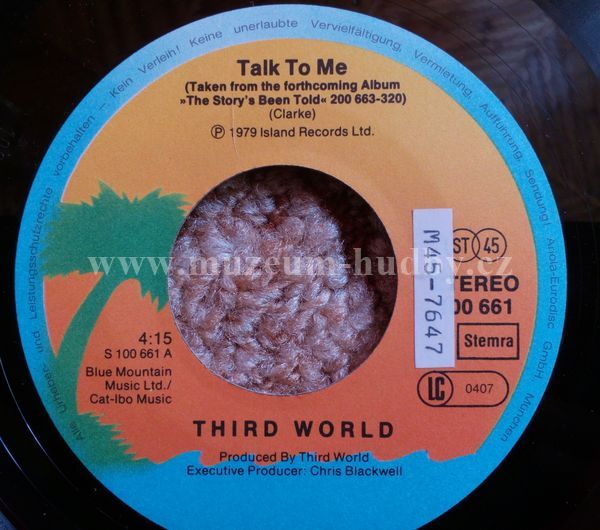 Alle Urheber- und Leistungsschutzrechte vorbehalten – Kein Verleih! Keine unerlaubte Vervielfältigung, Vermietung, Aufführung, Sendung! Ariola-Eurodisc GmbH, München
Talk To Me
(Taken from the forthcoming Album
»The Story's Been Told« 200 663-320)
(Clarke)
Ⓟ 1979 Island Records Ltd.
ST 45
TEREO
00 661
M45-7647
Stemra
LC 0407
www.muzeum-hudby.cz
4:15
S 100 661 A
Blue Mountain
Music Ltd./
Cat-Ibo Music
THIRD WORLD
Produced By Third World
Executive Producer: Chris Blackwell